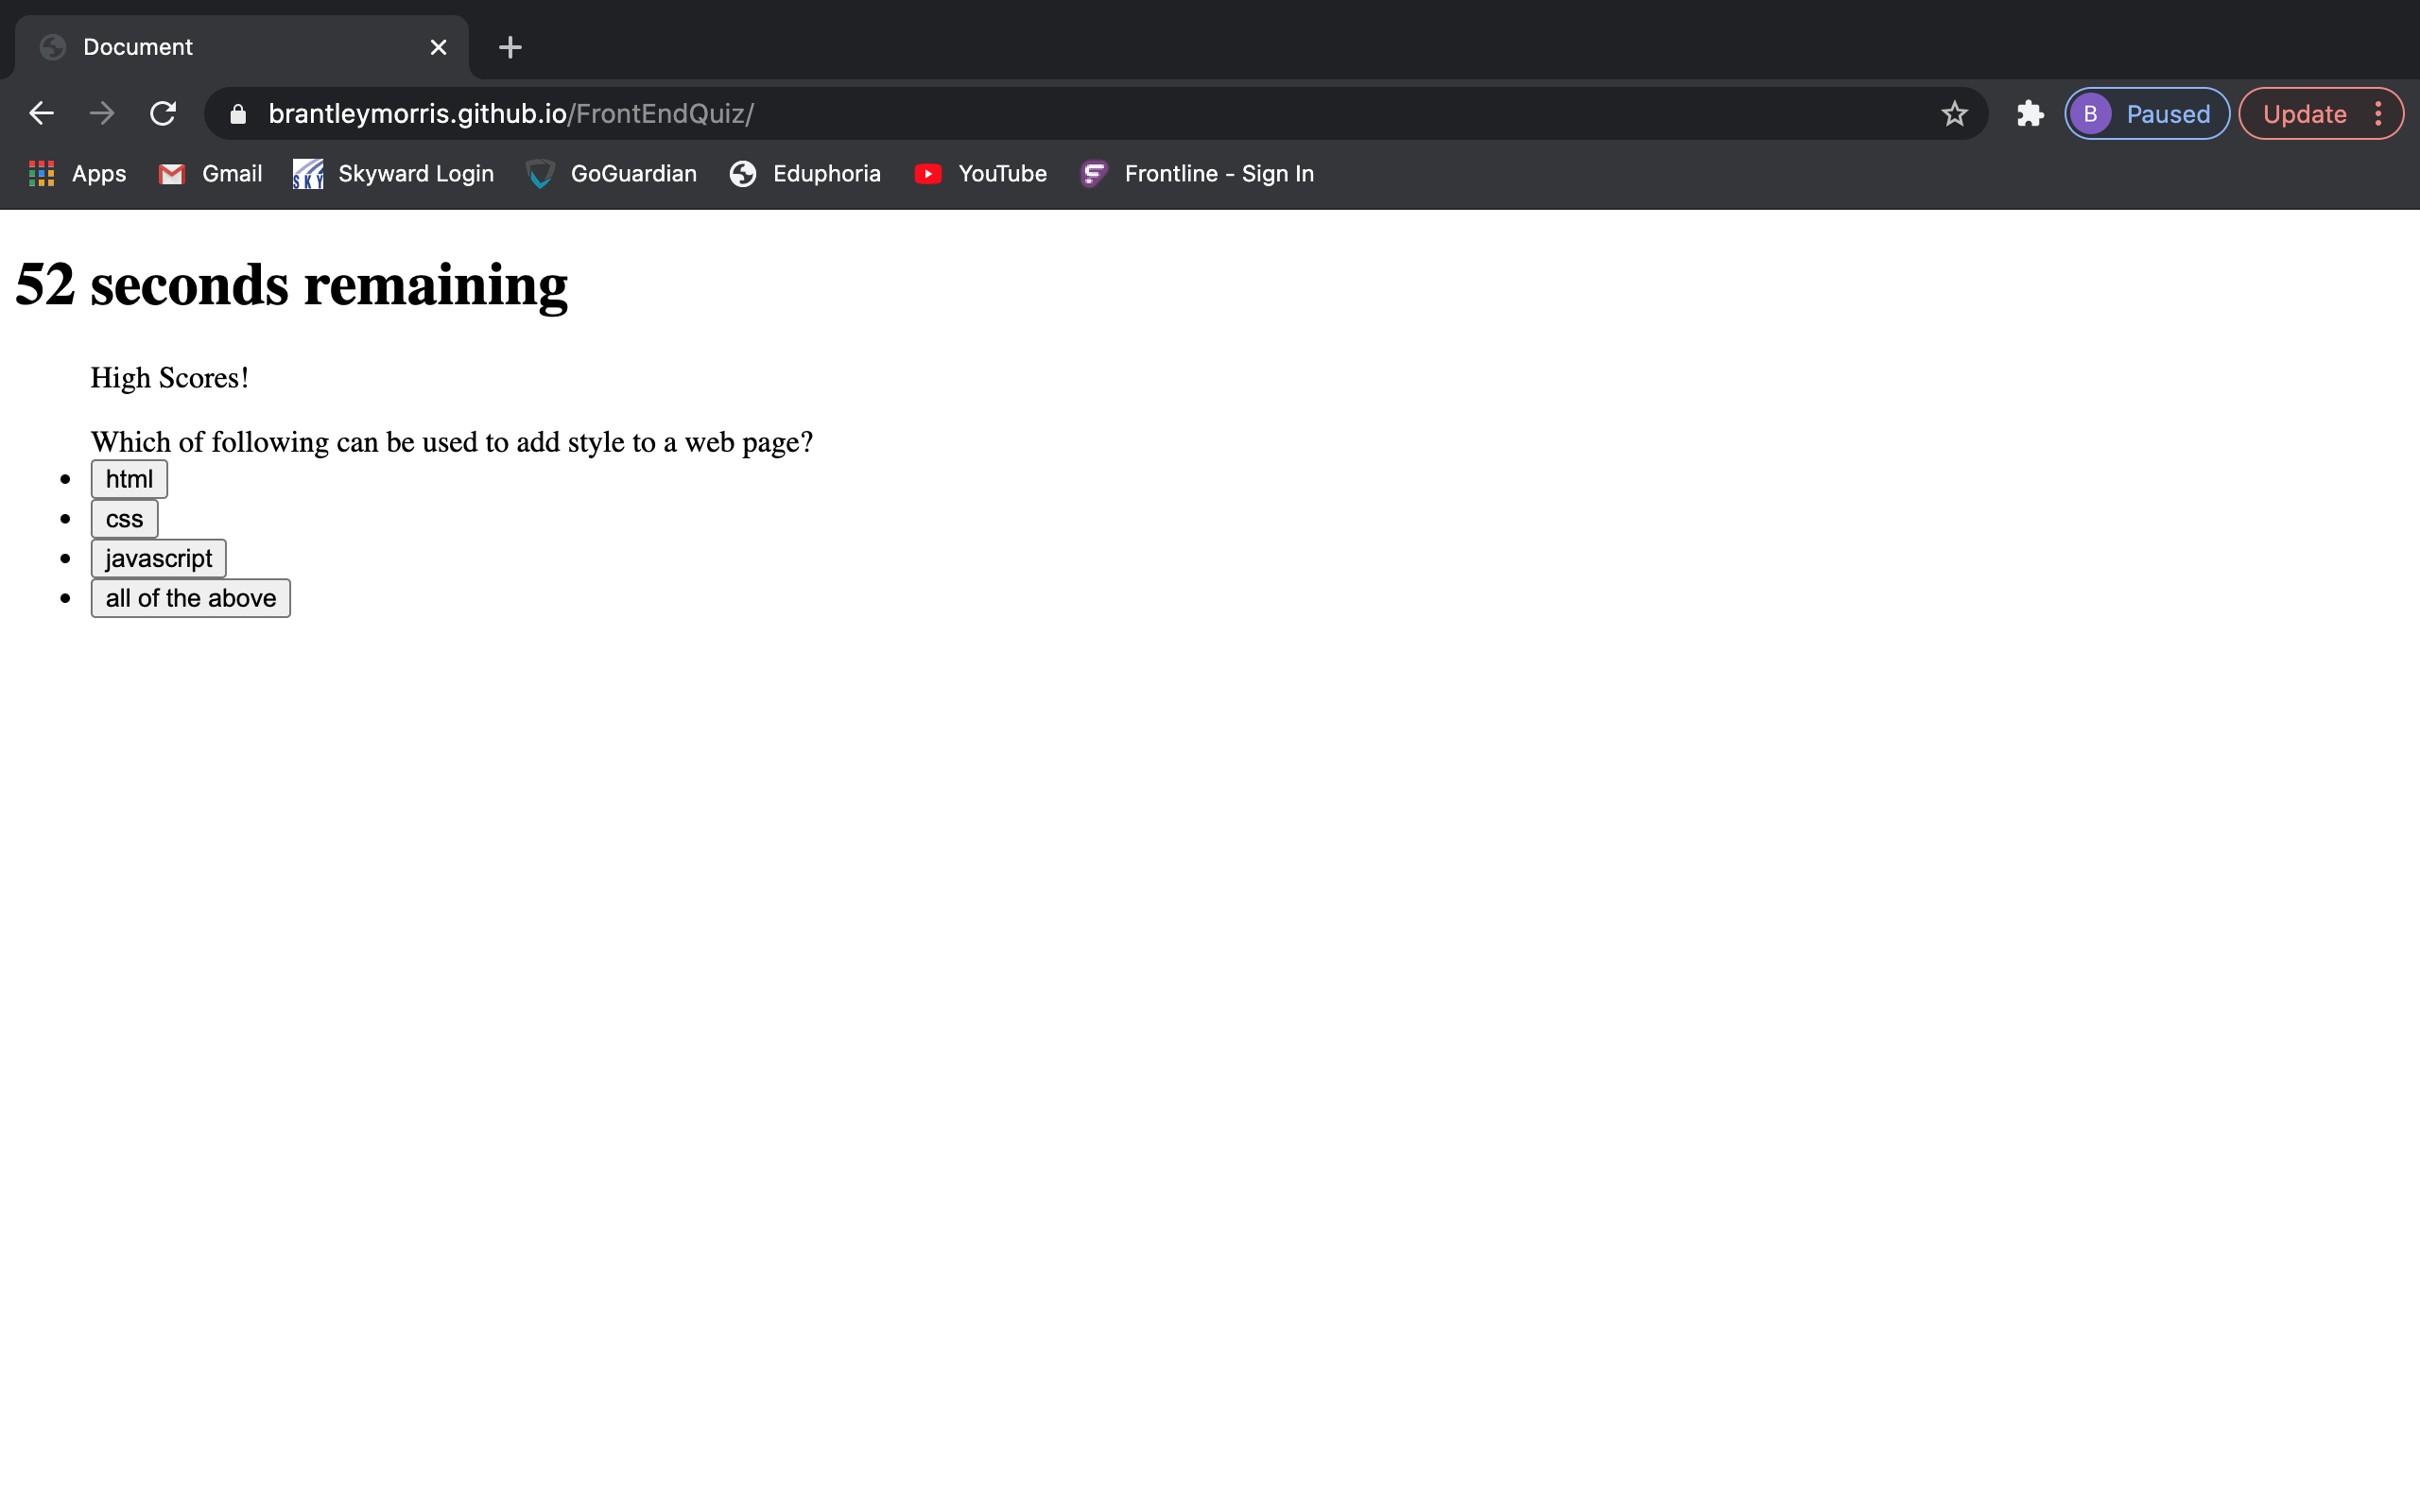 Document
brantleymorris.github.io/FrontEndQuiz/
B Paused Update
Apps Gmail SKY Skyward Login GoGuardian Eduphoria YouTube Frontline - Sign In
52 seconds remaining
High Scores!
Which of following can be used to add style to a web page?
html
css
javascript
all of the above